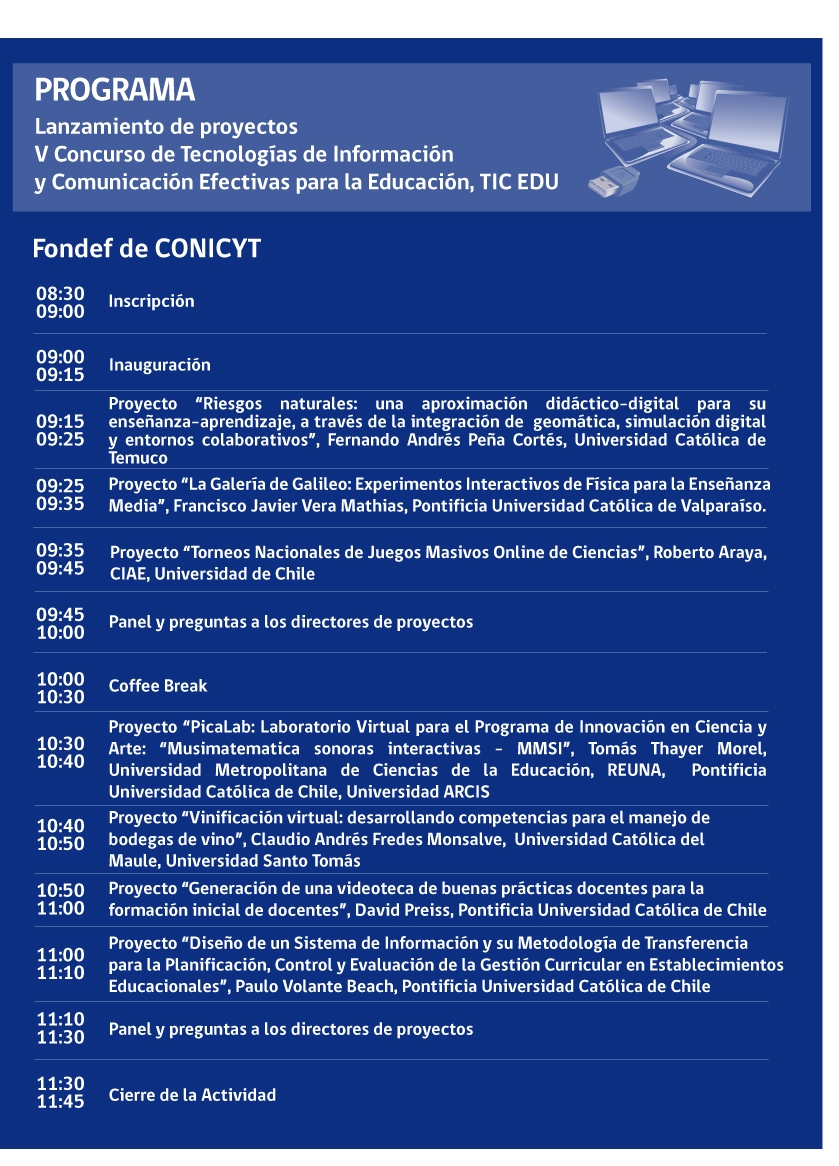 PROGRAMA
Lanzamiento de proyectos
V Concurso de Tecnologías de Información
y Comunicación Efectivas para la Educación, TIC EDU
Fondef de CONICYT
08:30
09:00
Inscripción
09:00
09:15
Inauguración
09:15
09:25
Proyecto “Riesgos naturales: una aproximación didáctico-digital para su
enseñanza-aprendizaje, a través de la integración de geomática, simulación digital
y entornos colaborativos”, Fernando Andrés Peña Cortés, Universidad Católica de
Temuco
09:25
09:35
Proyecto “La Galería de Galileo: Experimentos Interactivos de Física para la Enseñanza
Media”, Francisco Javier Vera Mathias, Pontificia Universidad Católica de Valparaíso.
09:35
09:45
Proyecto “Torneos Nacionales de Juegos Masivos Online de Ciencias”, Roberto Araya,
CIAE, Universidad de Chile
09:45
10:00
Panel y preguntas a los directores de proyectos
10:00
10:30
Coffee Break
10:30
10:40
Proyecto “PicaLab: Laboratorio Virtual para el Programa de Innovación en Ciencia y
Arte: “Musimatematica sonoras interactivas - MMSI”, Tomás Thayer Morel,
Universidad Metropolitana de Ciencias de la Educación, REUNA, Pontificia
Universidad Católica de Chile, Universidad ARCIS
10:40
10:50
Proyecto “Vinificación virtual: desarrollando competencias para el manejo de
bodegas de vino”, Claudio Andrés Fredes Monsalve, Universidad Católica del
Maule, Universidad Santo Tomás
10:50
11:00
Proyecto “Generación de una videoteca de buenas prácticas docentes para la
formación inicial de docentes”, David Preiss, Pontificia Universidad Católica de Chile
11:00
11:10
Proyecto “Diseño de un Sistema de Información y su Metodología de Transferencia
para la Planificación, Control y Evaluación de la Gestión Curricular en Establecimientos
Educacionales”, Paulo Volante Beach, Pontificia Universidad Católica de Chile
11:10
11:30
Panel y preguntas a los directores de proyectos
11:30
11:45
Cierre de la Actividad